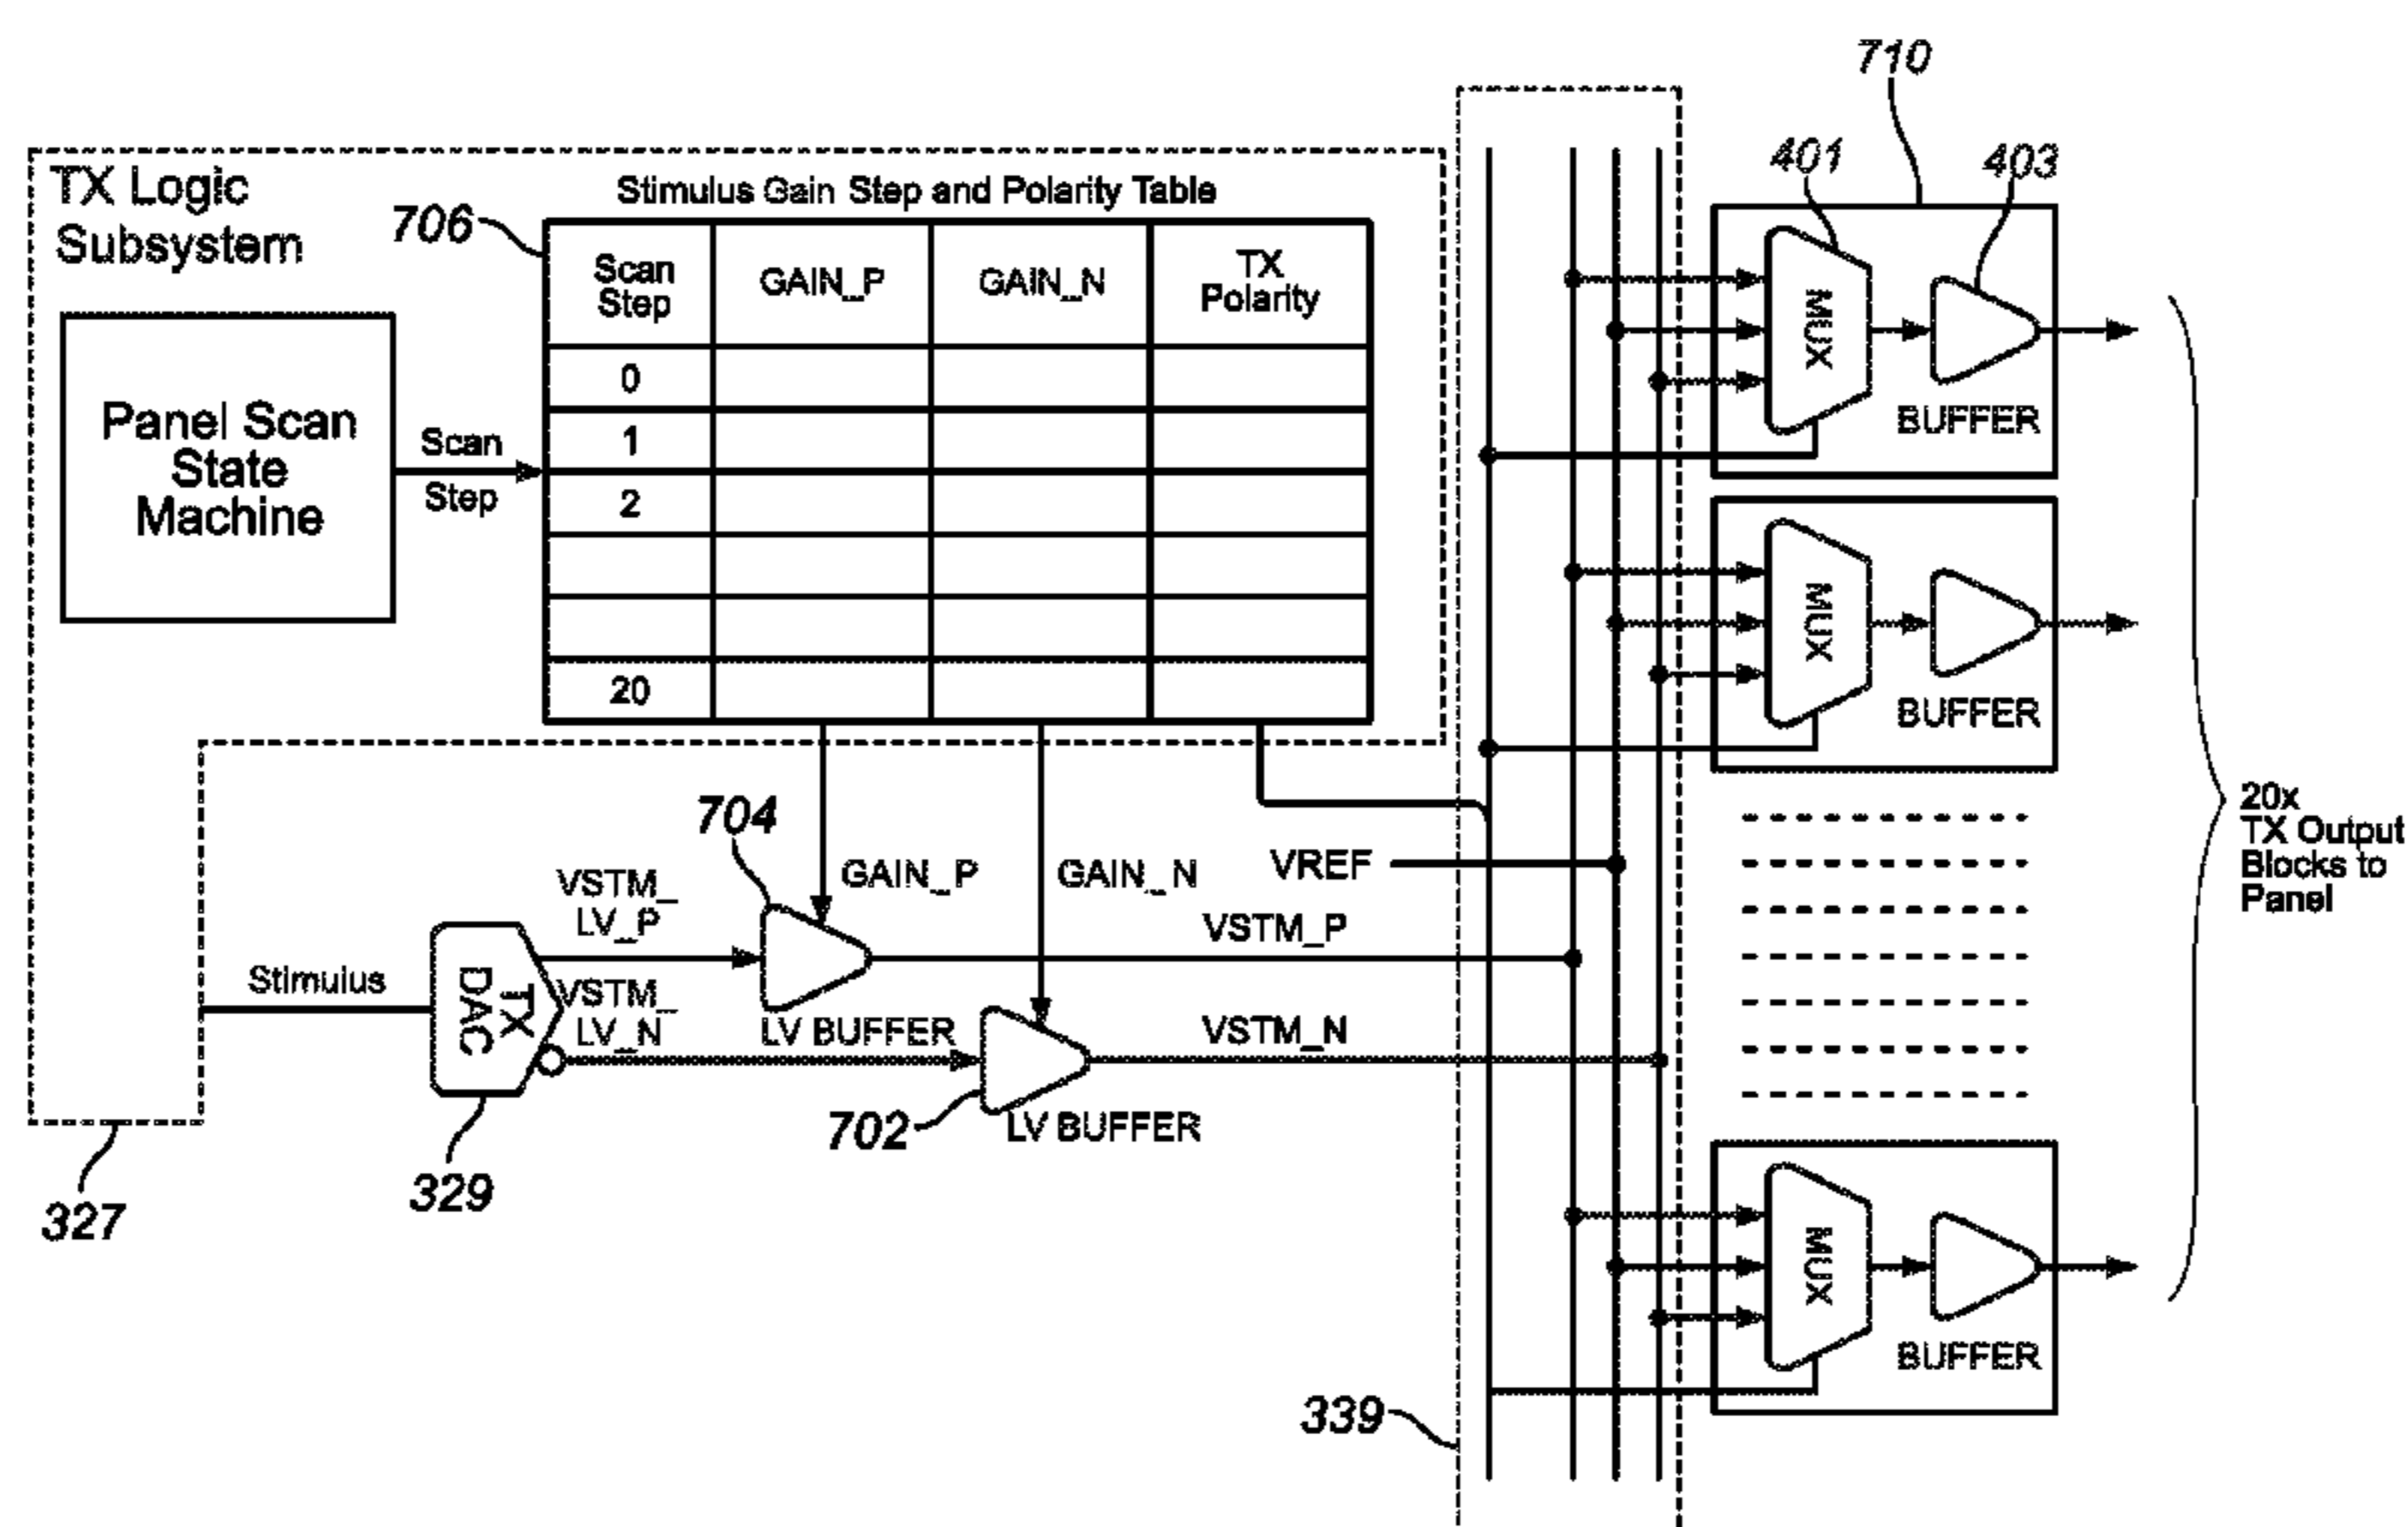 710
401
403
TX Logic
Subsystem
Stimulus Gain Step and Polarity Table
706
Scan
Step
GAIN_P
GAIN_N
TX
Polarity
0
1
2
20
Panel Scan
State
Machine
Scan
Step
MUX
BUFFER
MUX
BUFFER
20x
TX Output
Blocks to
Panel
704
GAIN_P
GAIN_N
VREF
VSTM_
LV_P
VSTM_P
Stimulus
TX
DAC
VSTM_
LV_N
LV BUFFER
VSTM_N
702
LV BUFFER
329
327
MUX
BUFFER
339